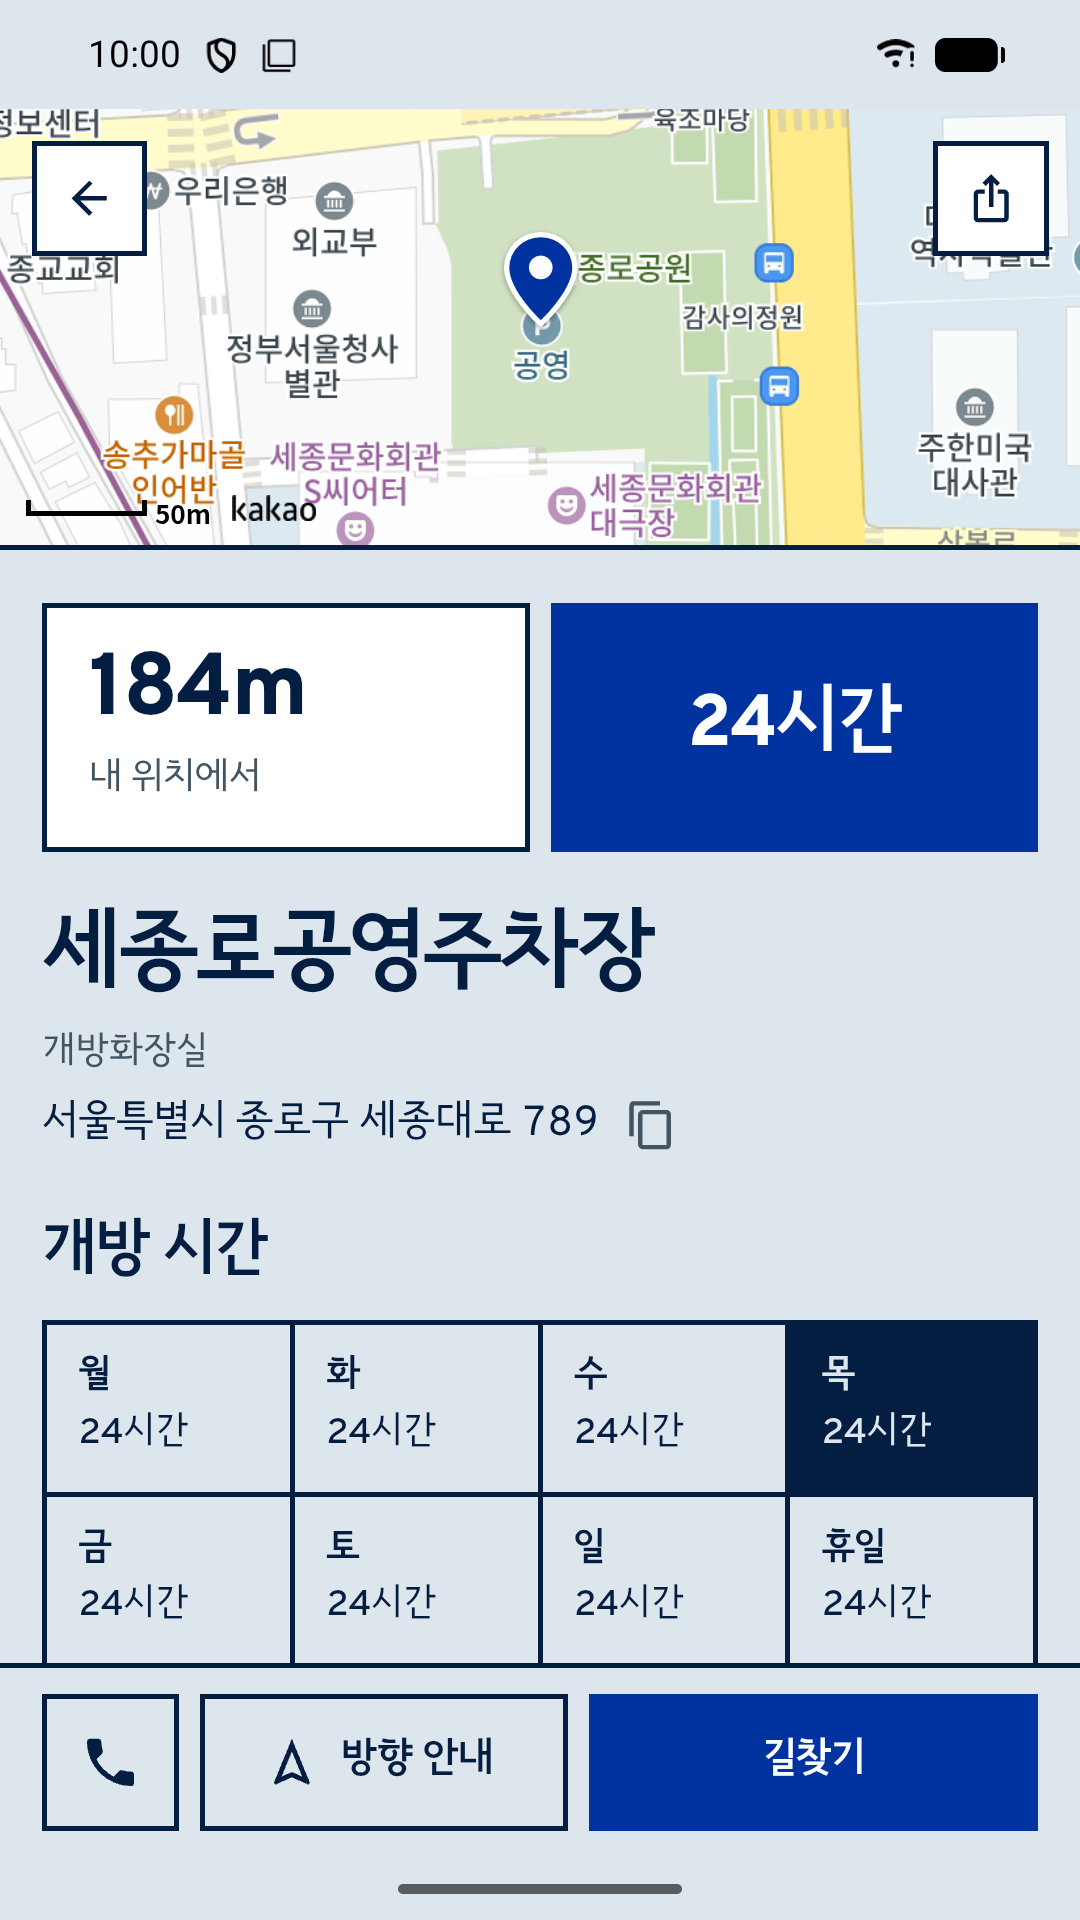 10:00
정보센터
육조마당
우리은행
외교부
종교교회
종로공원
감사의정원
정부서울청사
별관
P
공영
송추가마골
인어반
세종문화회관
S씨어터
세종문화회관
대극장
주한미국
대사관
50m
kakao
184m
내 위치에서
24시간
세종로공영주차장
개방화장실
서울특별시 종로구 세종대로 789
개방 시간
월
24시간
화
24시간
수
24시간
목
24시간
금
24시간
토
24시간
일
24시간
휴일
24시간
방향 안내
길찾기